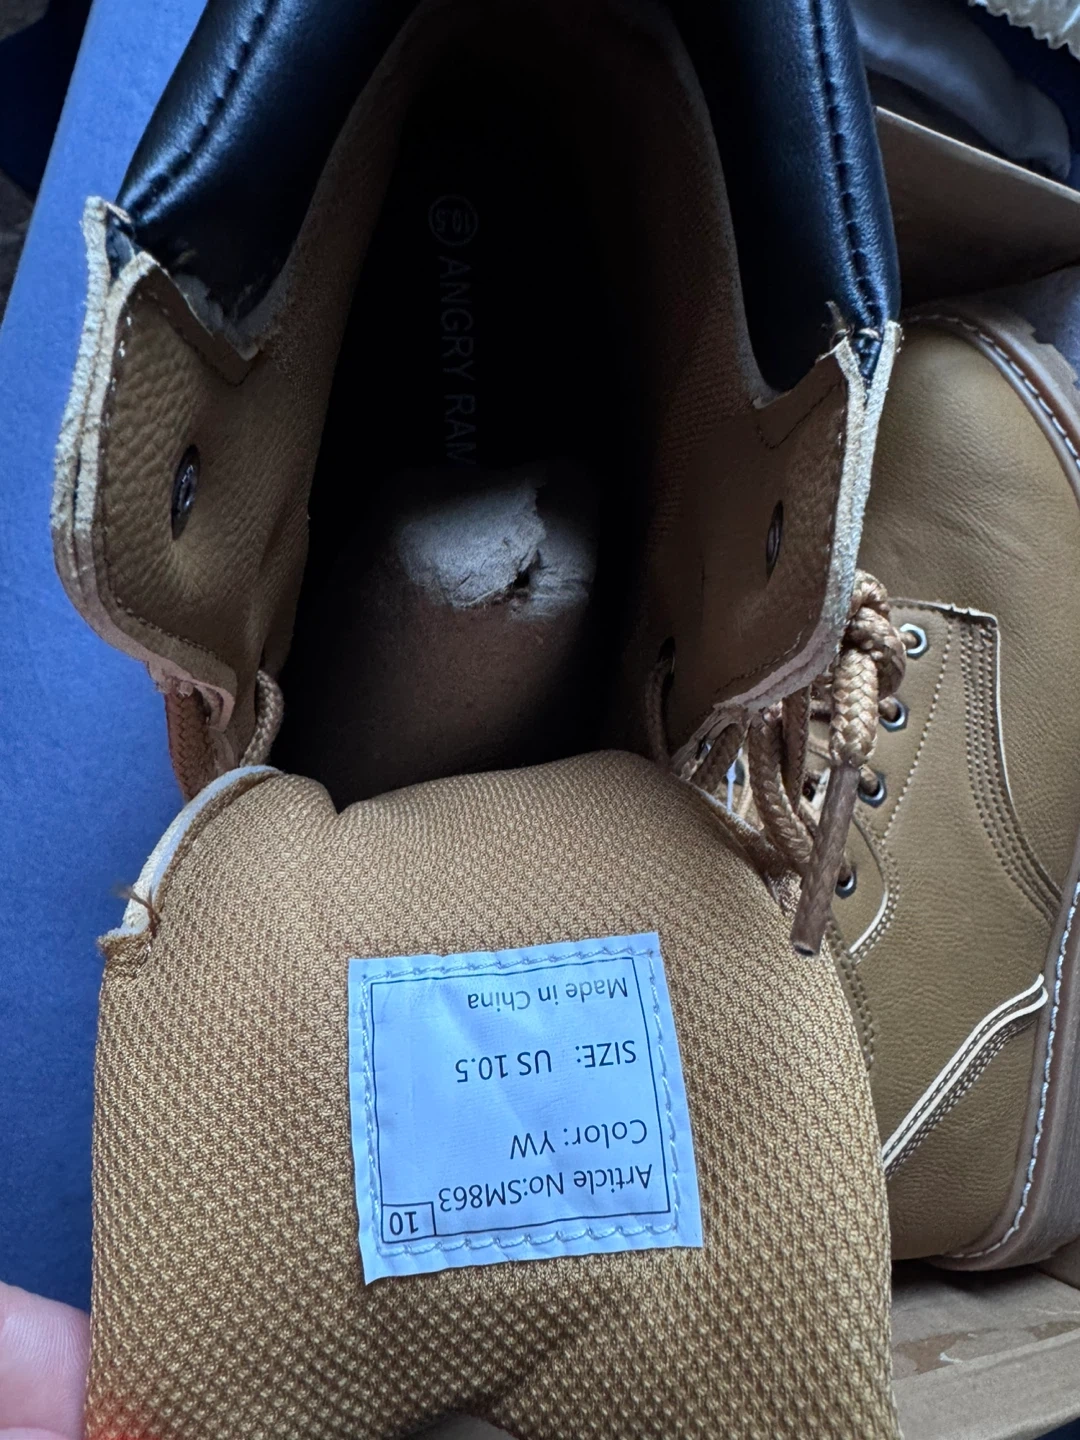 10.5 ANGRY RAM
10
Article No:SM863
Color: YW
SIZE: US 10.5
Made in China